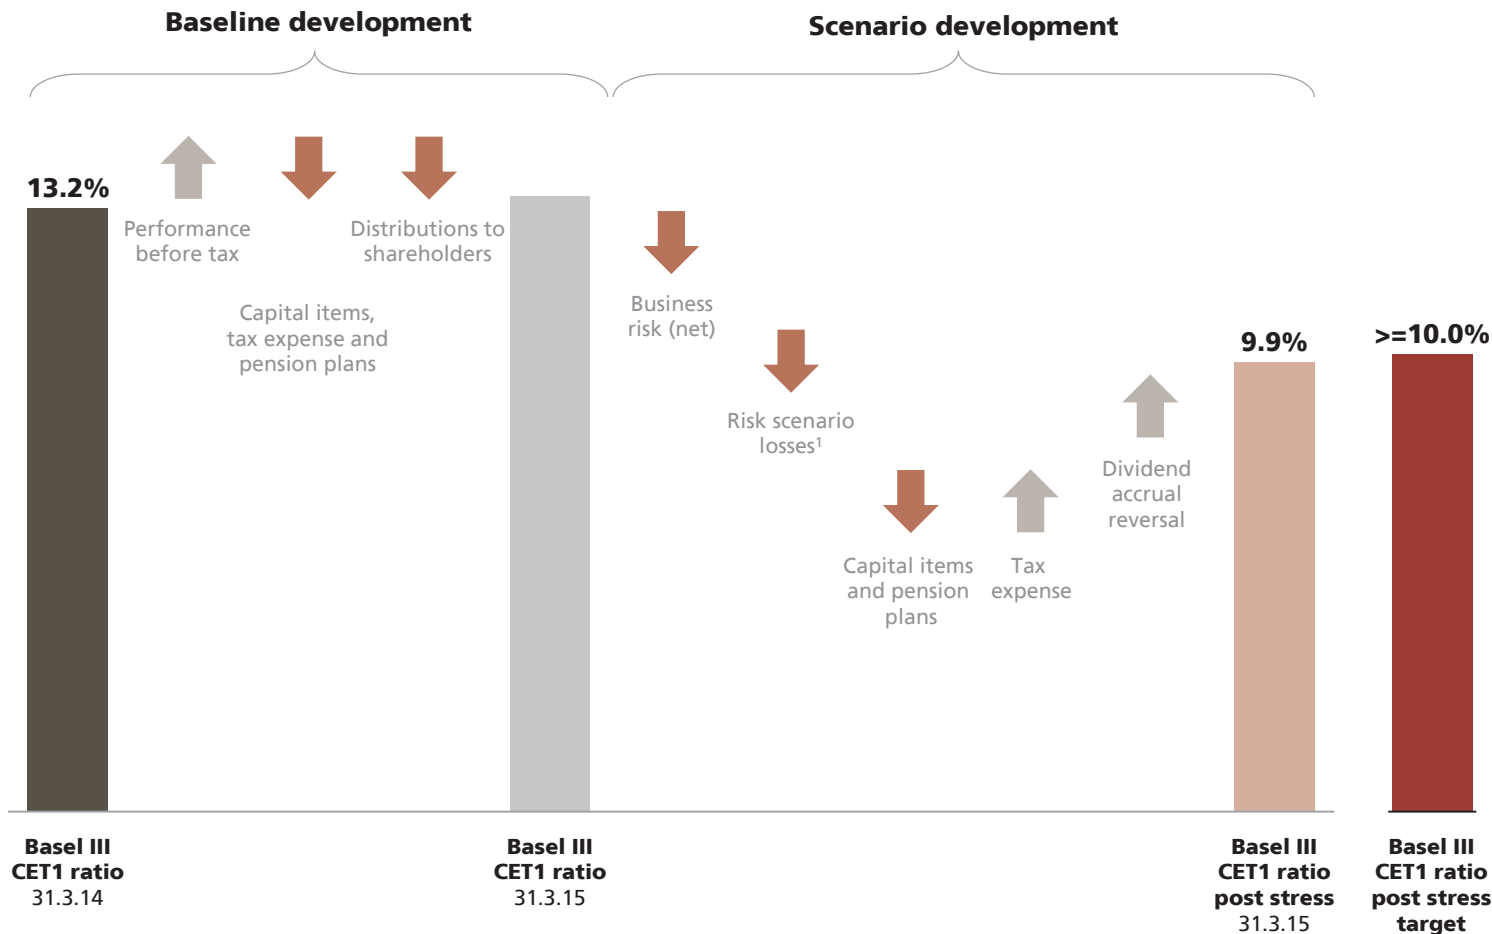 Baseline development
Scenario development
13.2%
Performance
before tax
Capital items,
tax expense and
pension plans
Distributions to
shareholders
Business
risk (net)
Risk scenario
losses¹
Capital items
and pension
plans
Tax
expense
Dividend
accrual
reversal
9.9%
>=10.0%
Basel III
CET1 ratio
31.3.14
Basel III
CET1 ratio
31.3.15
Basel III
CET1 ratio
post stress
31.3.15
Basel III
CET1 ratio
post stress
target